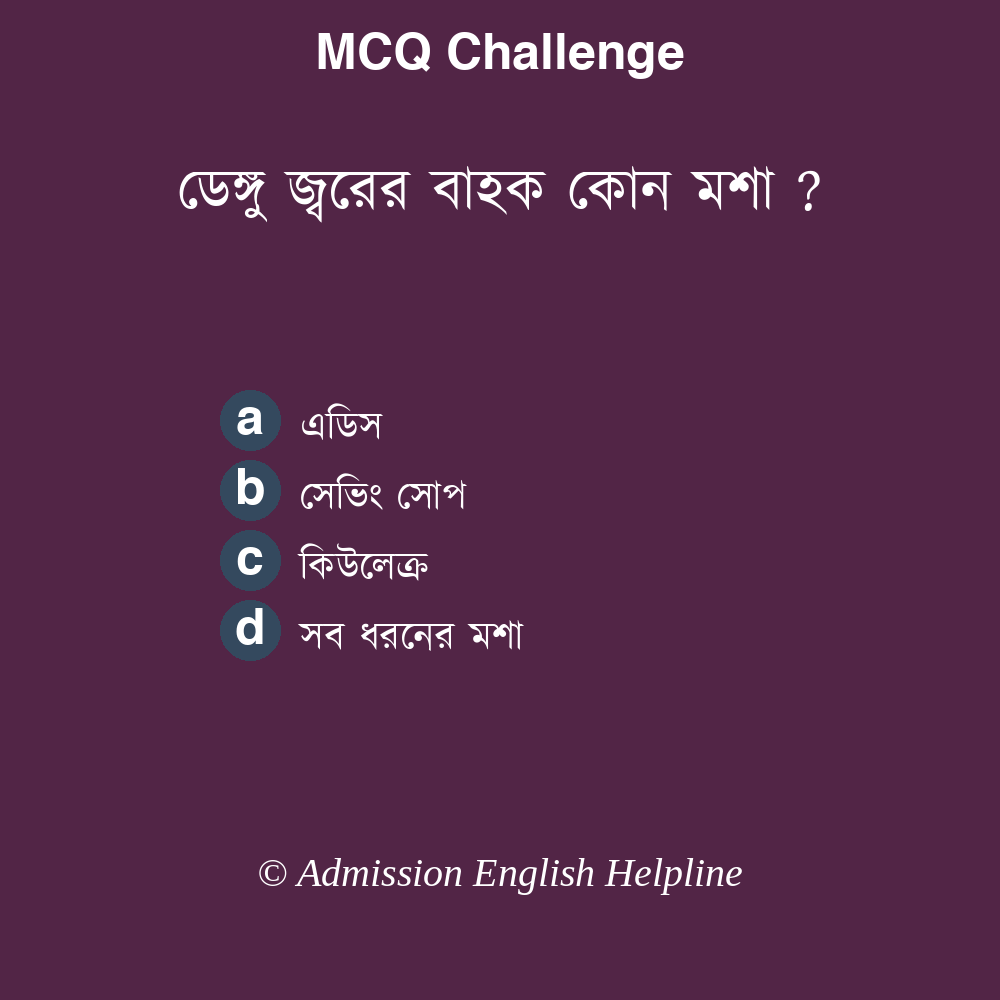 MCQ Challenge
ডেঙ্গু জ্বরের বাহক কোন মশা ?
a এডিস
b সেভিং সোপ
c কিউলেক্র
d সব ধরনের মশা
© Admission English Helpline